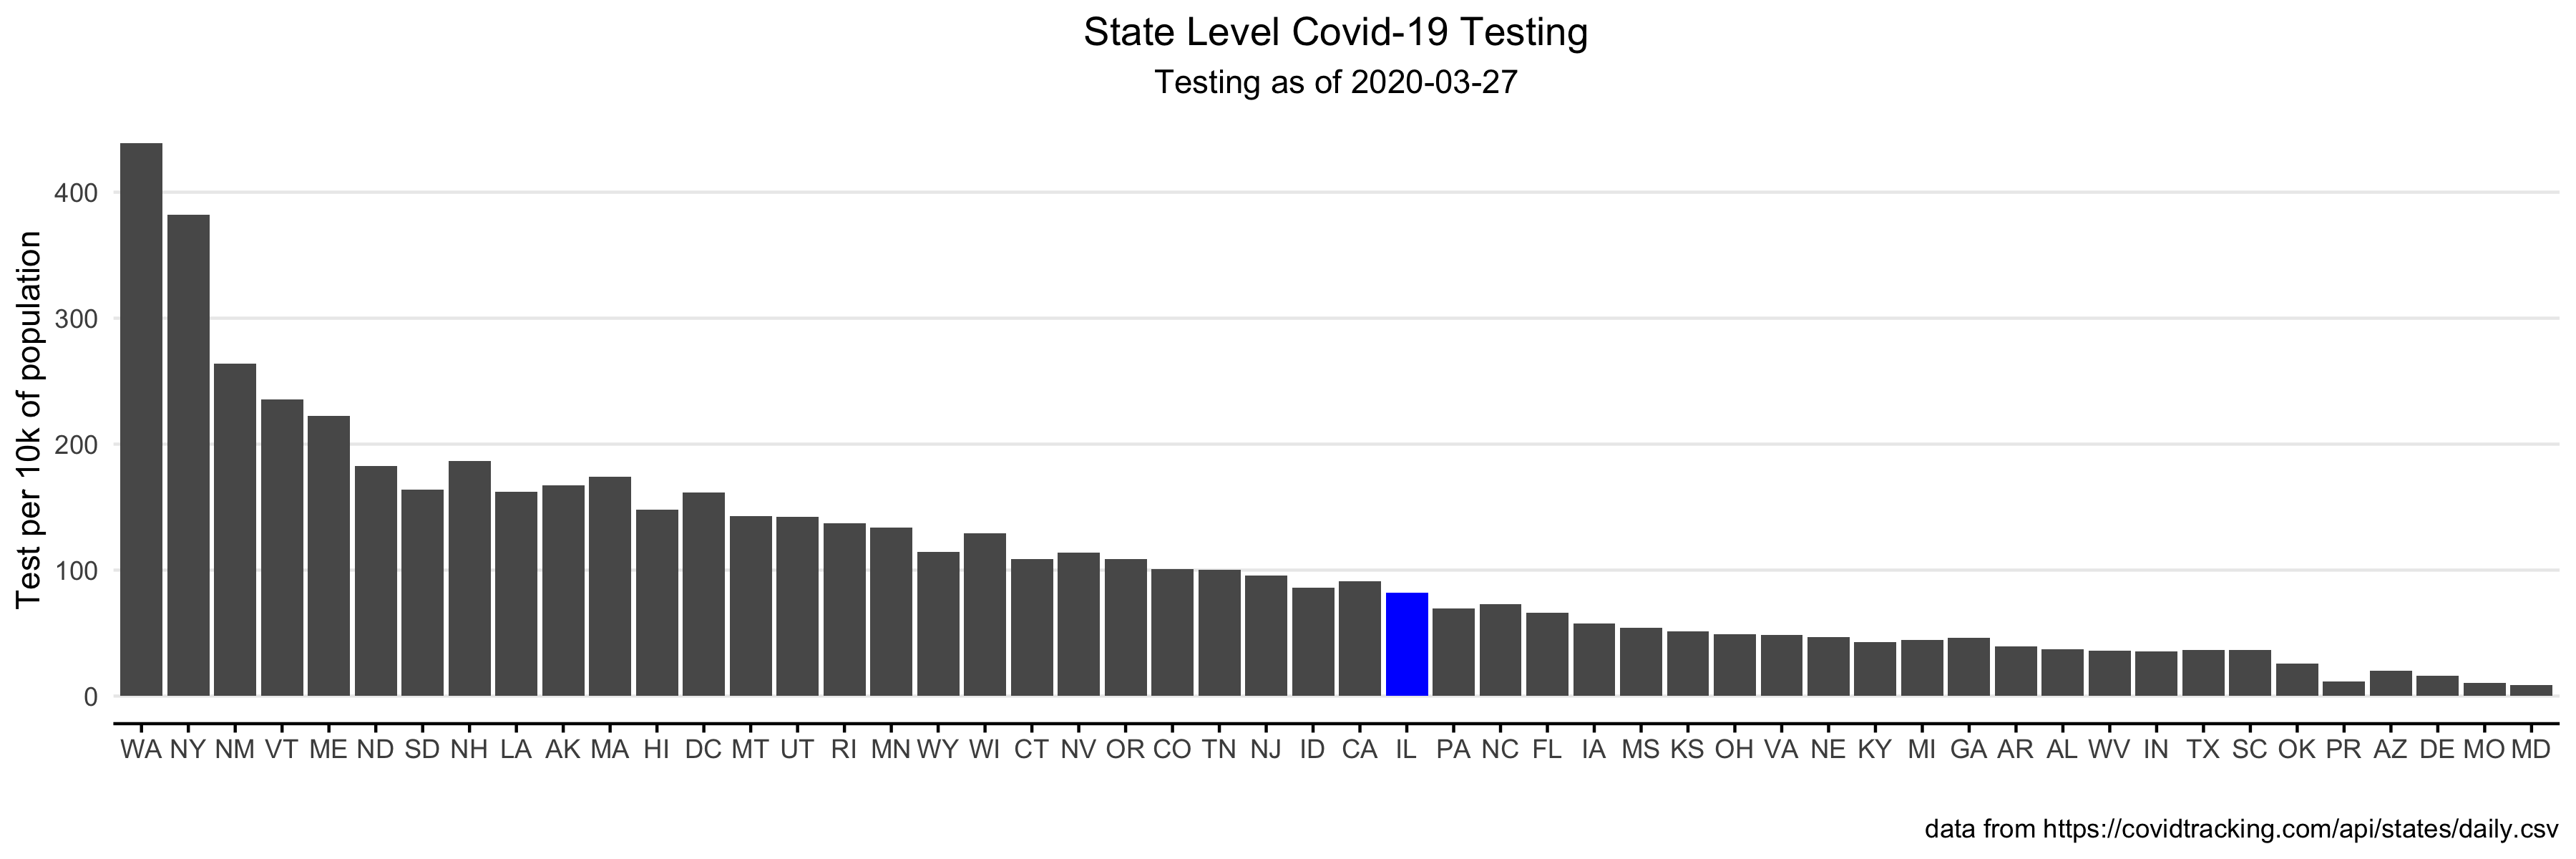 State Level Covid-19 Testing
Testing as of 2020-03-27
Test per 10k of population
400
300
200
100
0
WA NY NM VT ME ND SD NH LA AK MA HI DC MT UT RI MN WY WI CT NV OR CO TN NJ ID CA IL PA NC FL IA MS KS OH VA NE KY MI GA AR AL WV IN TX SC OK PR AZ DE MO MD
data from https://covidtracking.com/api/states/daily.csv